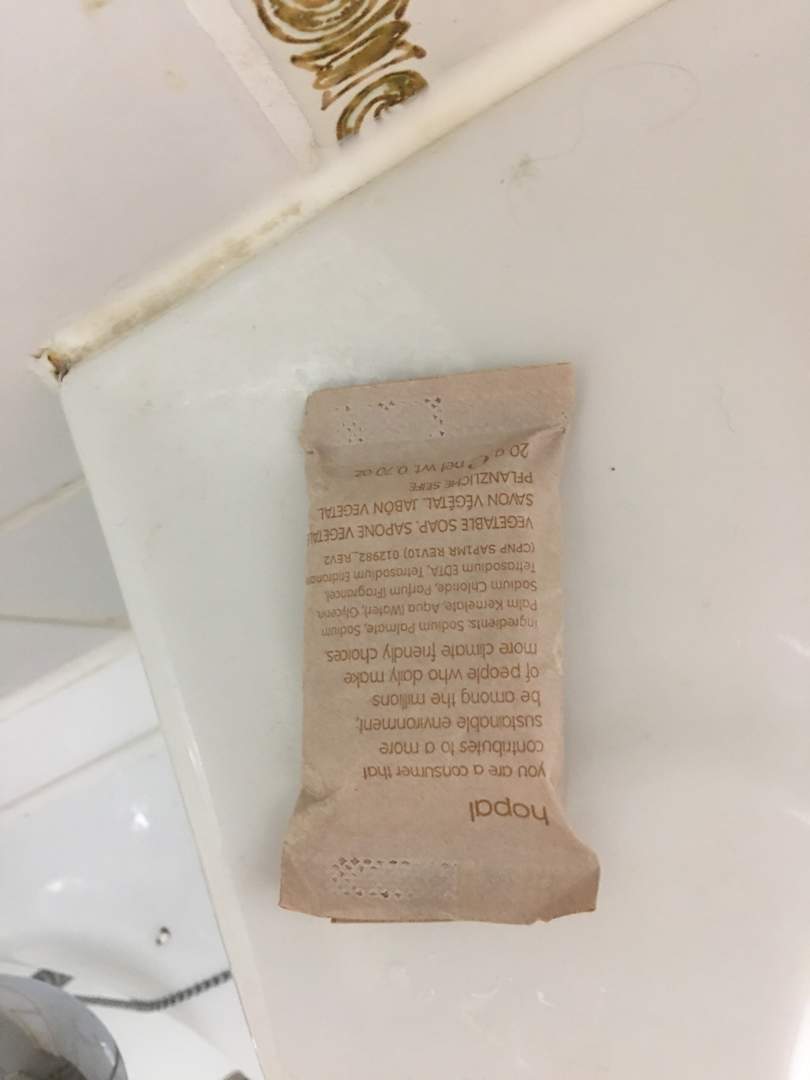 hopal
you are a consumer that
contributes to a more
sustainable environment;
be among the millions
of people who daily make
more climate friendly choices.
Ingredients: Sodium Palmate, Sodium
Palm Kernelate, Aqua (Water), Glycerin,
Sodium Chloride, Parfum (Fragrance),
Tetrasodium EDTA, Tetrasodium Etidronate
(CPNP SAP1MR REV10) 012982_REV2
VEGETABLE SOAP. SAPONE VEGETAL
SAVON VÉGÉTAL. JABÓN VEGETAL
PFLANZLICHE SEIFE
20 g ℮ net wt. 0.70 oz